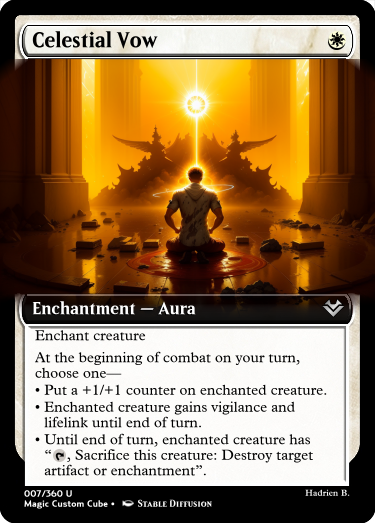 Celestial Vow
Enchantment — Aura
Enchant creature
At the beginning of combat on your turn,
choose one—
• Put a +1/+1 counter on enchanted creature.
• Enchanted creature gains vigilance and
lifelink until end of turn.
• Until end of turn, enchanted creature has
“, Sacrifice this creature: Destroy target
artifact or enchantment”.
007/360 U
Hadrien B.
Magic Custom Cube • Stable Diffusion